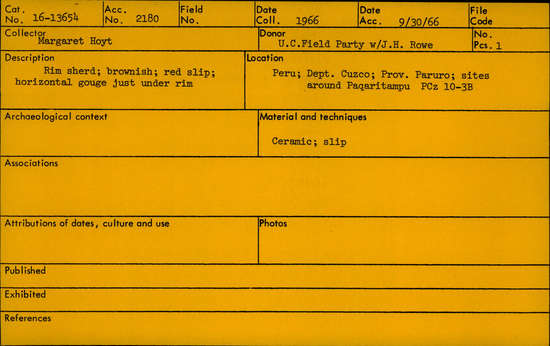 Cat. No. 16-13654 Acc. No. 2180 Field No. Date Coll. 1966 Date Acc. 9/30/66 File Code
Collector Margaret Hoyt Donor U.C.Field Party w/J.H. Rowe No. Pcs. 1
Description Location
Rim sherd; brownish; red slip; Peru; Dept. Cuzco; Prov. Paruro; sites
horizontal gouge just under rim around Paqaritampu PCz 10-3B
Archaeological context Material and techniques
Ceramic; slip
Associations
Attributions of dates, culture and use Photos
Published
Exhibited
References